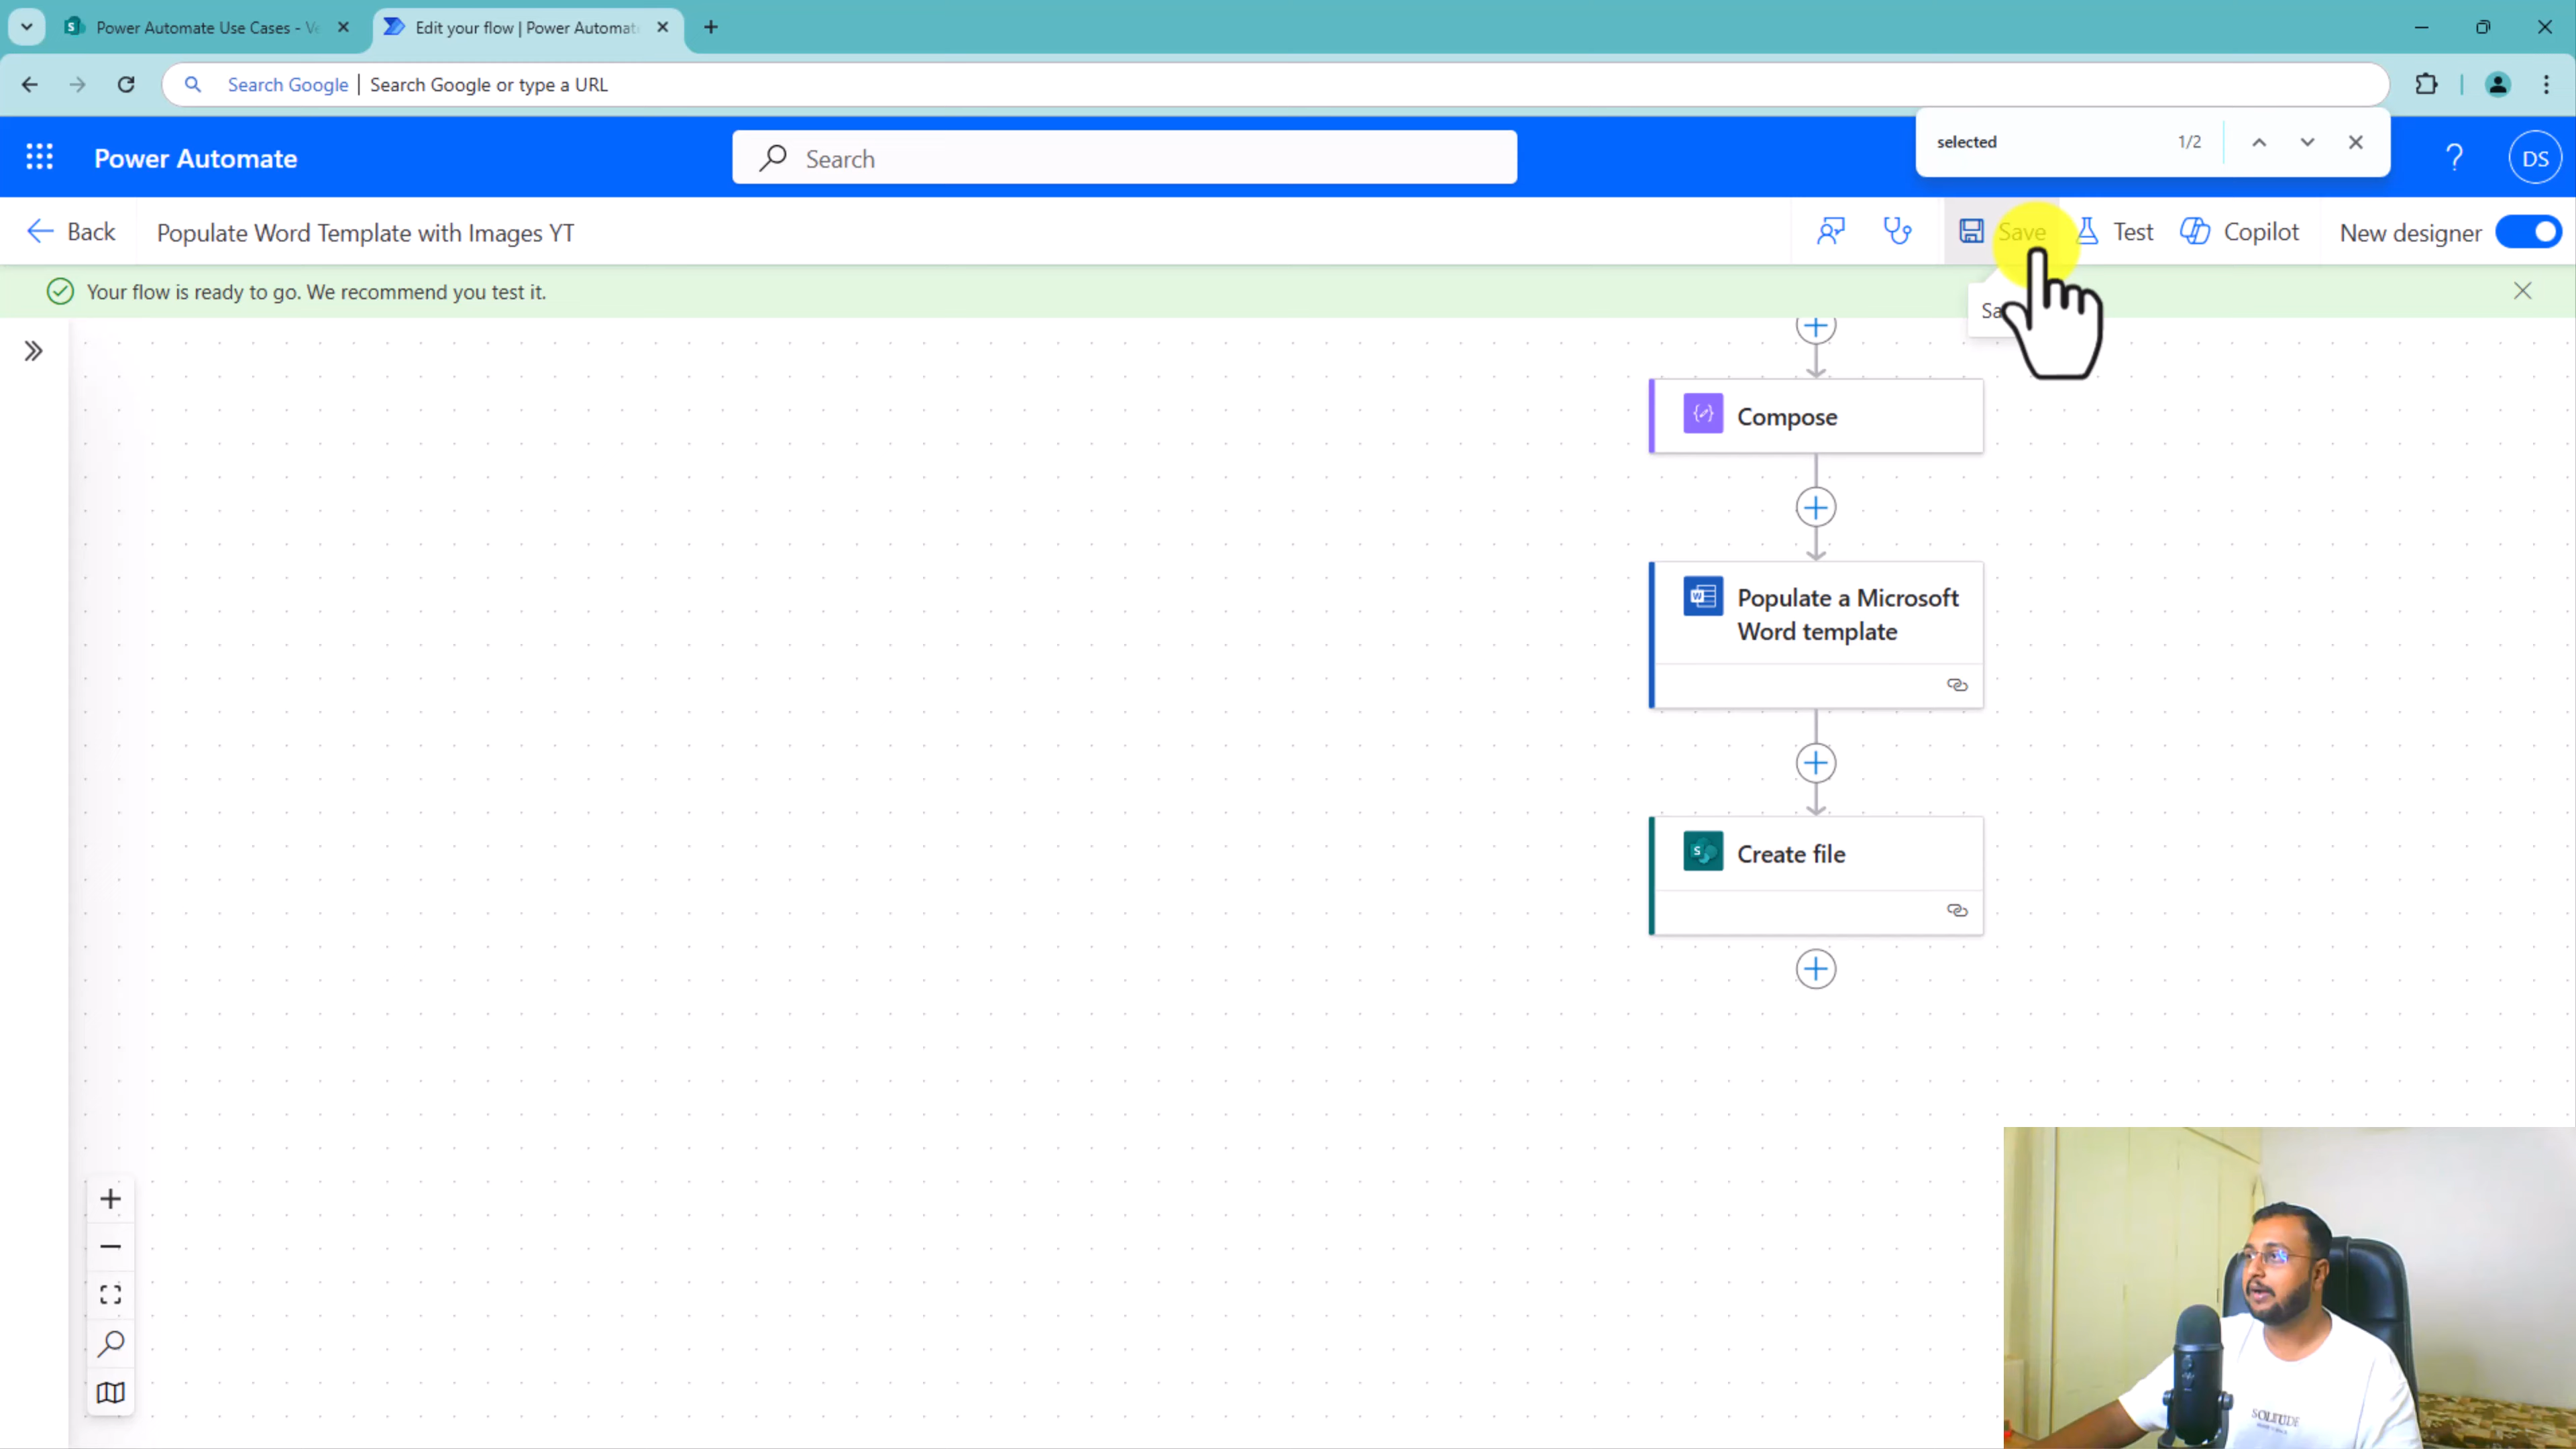 Power Automate Use Cases - Ve
Edit your flow | Power Automat
Search Google | Search Google or type a URL
selected 1/2
Power Automate
Search
?
DS
Back
Populate Word Template with Images YT
Save
Test
Copilot
New designer
Your flow is ready to go. We recommend you test it.
Sa
Compose
Populate a Microsoft
Word template
Create file
SOLITUDE